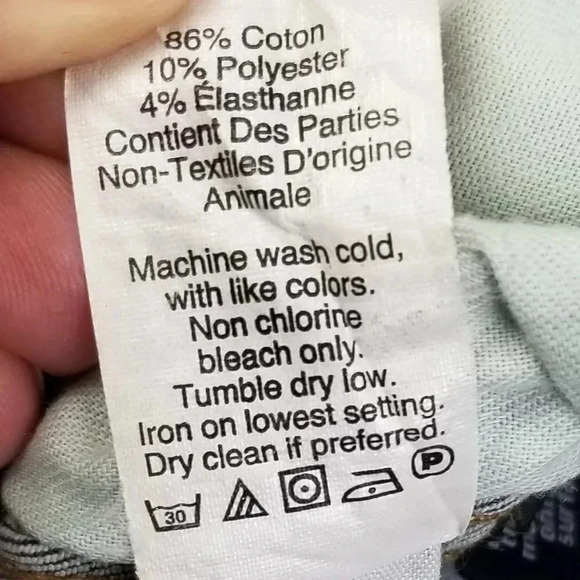 86% Coton
10% Polyester
4% Élasthanne
Contient Des Parties
Non-Textiles D'origine
Animale
Machine wash cold,
with like colors.
Non chlorine
bleach only.
Tumble dry low.
Iron on lowest setting.
Dry clean if preferred.
30 P